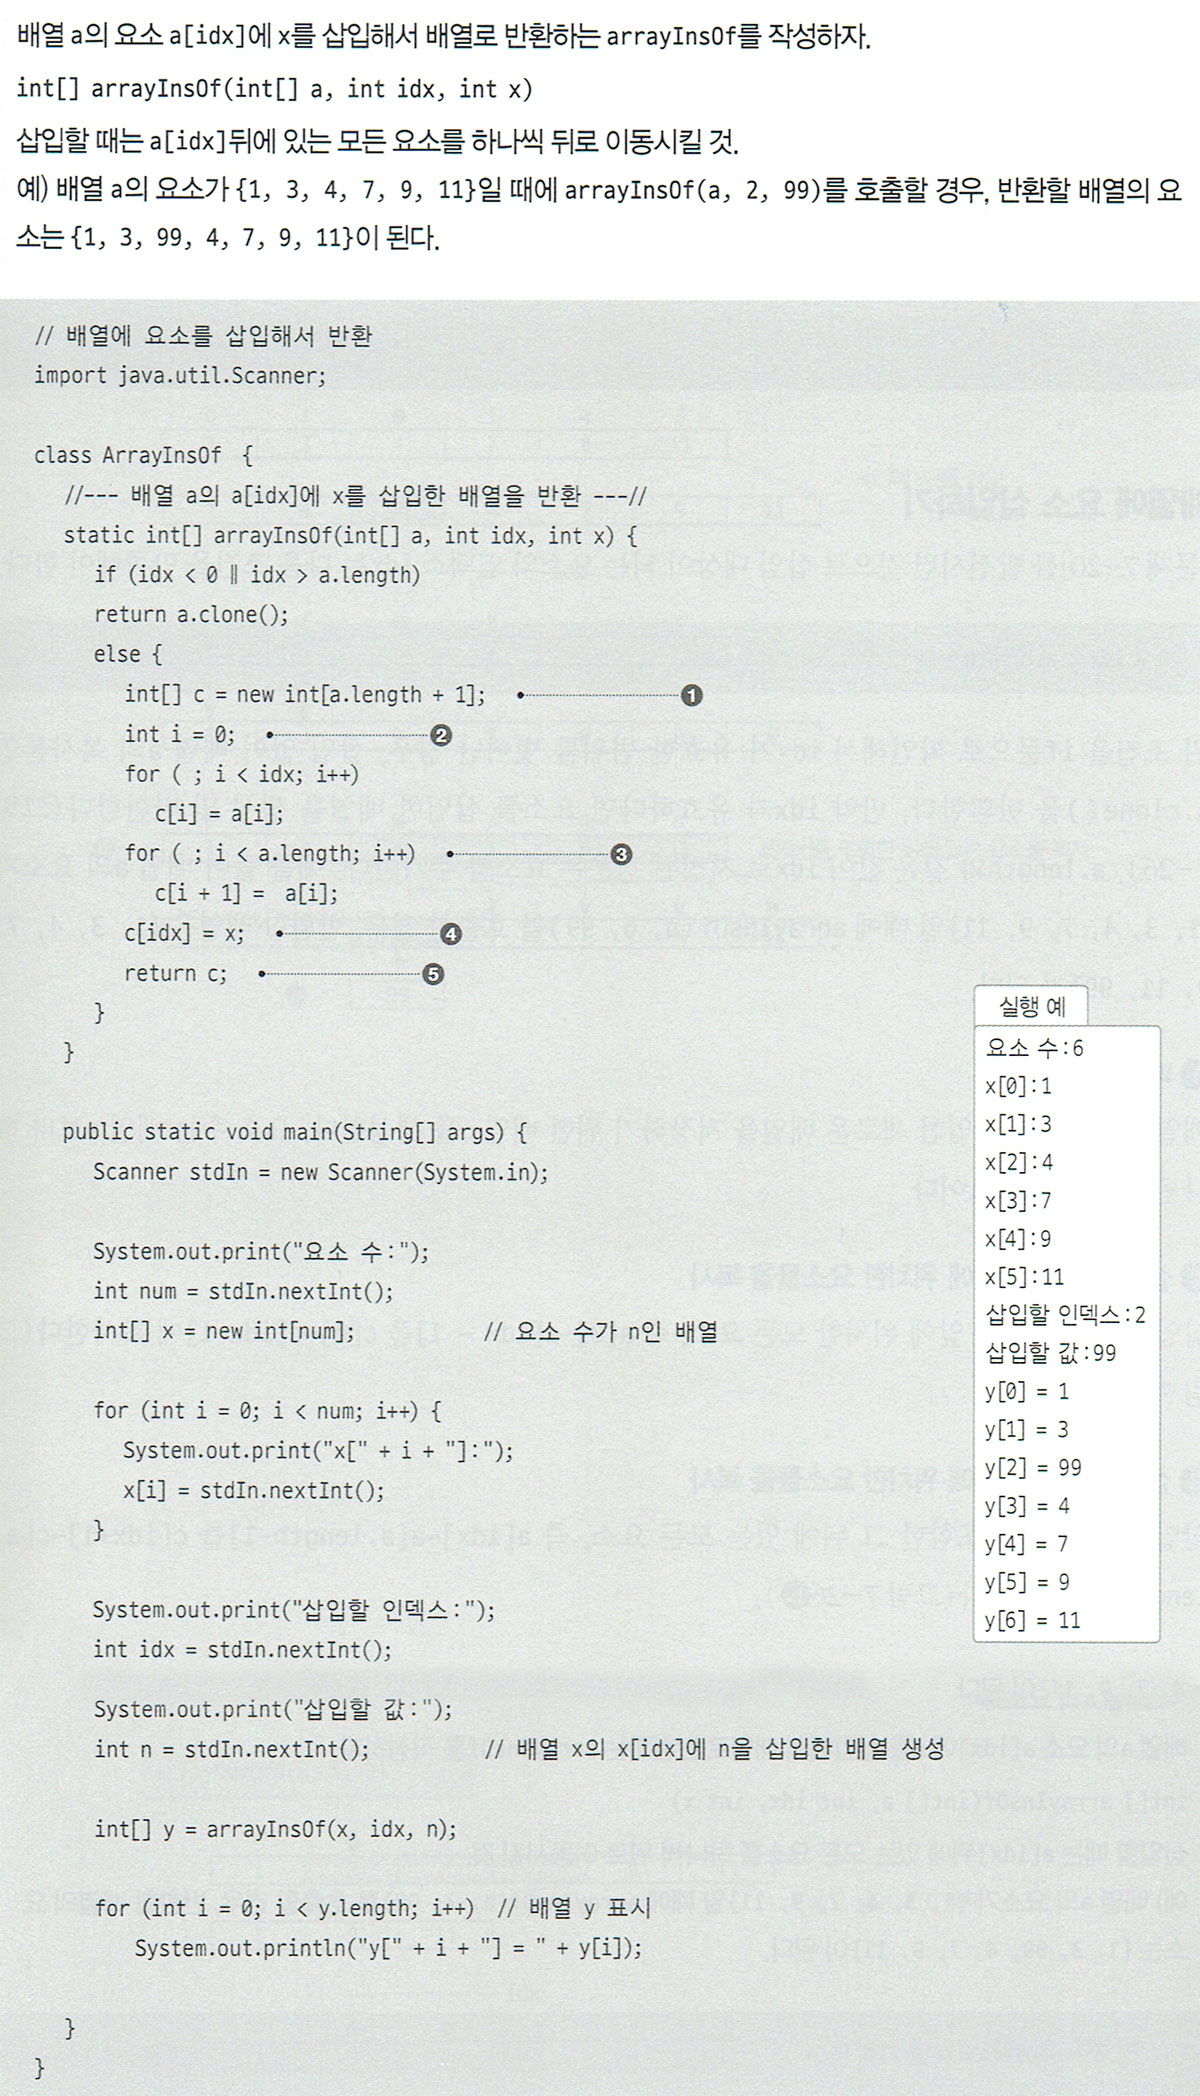 배열 a의 요소 a[idx]에 x를 삽입해서 배열로 반환하는 arrayInsOf를 작성하자.
int[] arrayInsOf(int[] a, int idx, int x)
삽입할 때는 a[idx]뒤에 있는 모든 요소를 하나씩 뒤로 이동시킬 것.
예) 배열 a의 요소가 {1, 3, 4, 7, 9, 11}일 때에 arrayInsOf(a, 2, 99)를 호출할 경우, 반환할 배열의 요
소는 {1, 3, 99, 4, 7, 9, 11}이 된다.
// 배열에 요소를 삽입해서 반환
import java.util.Scanner;
class ArrayInsOf {
//--- 배열 a의 a[idx]에 x를 삽입한 배열을 반환 ---//
static int[] arrayInsOf(int[] a, int idx, int x) {
if (idx < 0 || idx > a.length)
return a.clone();
else {
int[] c = new int[a.length + 1]; ❶
int i = 0; ❷
for ( ; i < idx; i++)
c[i] = a[i];
for ( ; i < a.length; i++) ❸
c[i + 1] = a[i];
c[idx] = x; ❹
return c; ❺
}
}
public static void main(String[] args) {
Scanner stdIn = new Scanner(System.in);
System.out.print("요소 수:");
int num = stdIn.nextInt();
int[] x = new int[num]; // 요소 수가 n인 배열
for (int i = 0; i < num; i++) {
System.out.print("x[" + i + "]:");
x[i] = stdIn.nextInt();
}
System.out.print("삽입할 인덱스:");
int idx = stdIn.nextInt();
System.out.print("삽입할 값:");
int n = stdIn.nextInt(); // 배열 x의 x[idx]에 n을 삽입한 배열 생성
int[] y = arrayInsOf(x, idx, n);
for (int i = 0; i < y.length; i++) // 배열 y 표시
System.out.println("y[" + i + "] = " + y[i]);
}
}
실행 예
요소 수:6
x[0]:1
x[1]:3
x[2]:4
x[3]:7
x[4]:9
x[5]:11
삽입할 인덱스:2
삽입할 값:99
y[0] = 1
y[1] = 3
y[2] = 99
y[3] = 4
y[4] = 7
y[5] = 9
y[6] = 11